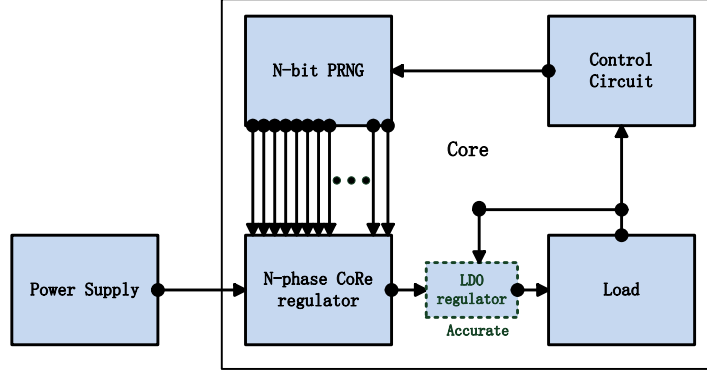 N-bit PRNG
Control
Circuit
Core
Power Supply
N-phase CoRe
regulator
LDO
regulator
Accurate
Load